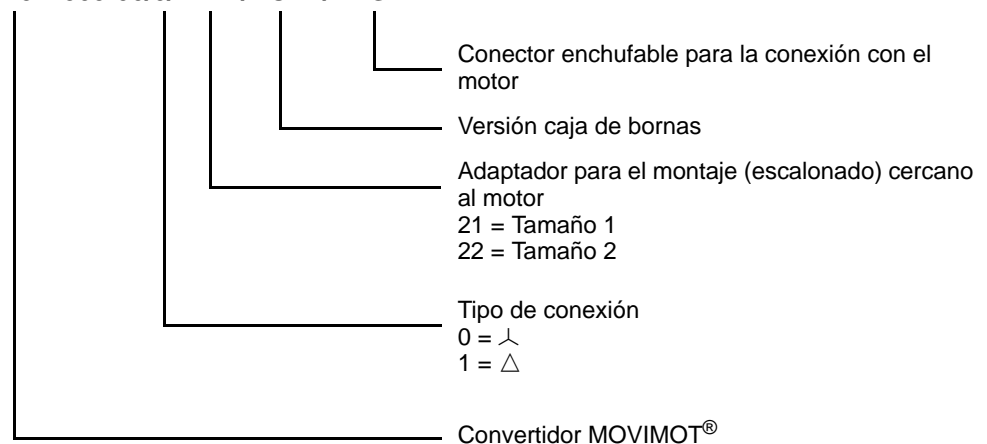 Conector enchufable para la conexión con el
motor
Versión caja de bornas
Adaptador para el montaje (escalonado) cercano
al motor
21 = Tamaño 1
22 = Tamaño 2
Tipo de conexión
0 = ⅄
1 = △
Convertidor MOVIMOT®